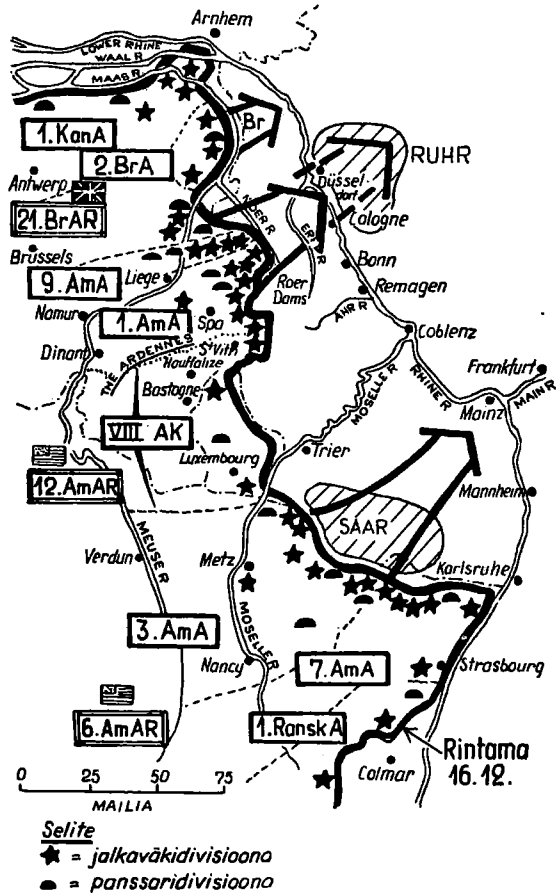 Arnhem
LOWER RHINE
WAAL R
MAAS R
1.KanA
2.BrA
Br
RUHR
Antwerp
Düssel
dorf
21.BrAR
Cologne
Brüssels
ERFT R
Bonn
9.AmA
Liege
Roer
Dams
Remagen
1.AmA
Spa
AHR R
Namur
Coblenz
Dinant
THE ARDENNES
St Vith
Houffalize
Frankfurt
Bastogne
MOSELLE R
RHINE R
MAIN R
Mainz
VIII AK
Trier
Luxembourg
12.AmAR
Mannheim
SAAR
MEUSE R
Verdun
Metz
Karlsruhe
3.AmA
MOSELLE R
Nancy
7.AmA
Strasbourg
6.AmAR
1.RanskA
Rintama
16.12.
Colmar
0 25 50 75
MAILIA
Selite
= jalkaväkidivisioona
= panssaridivisioona